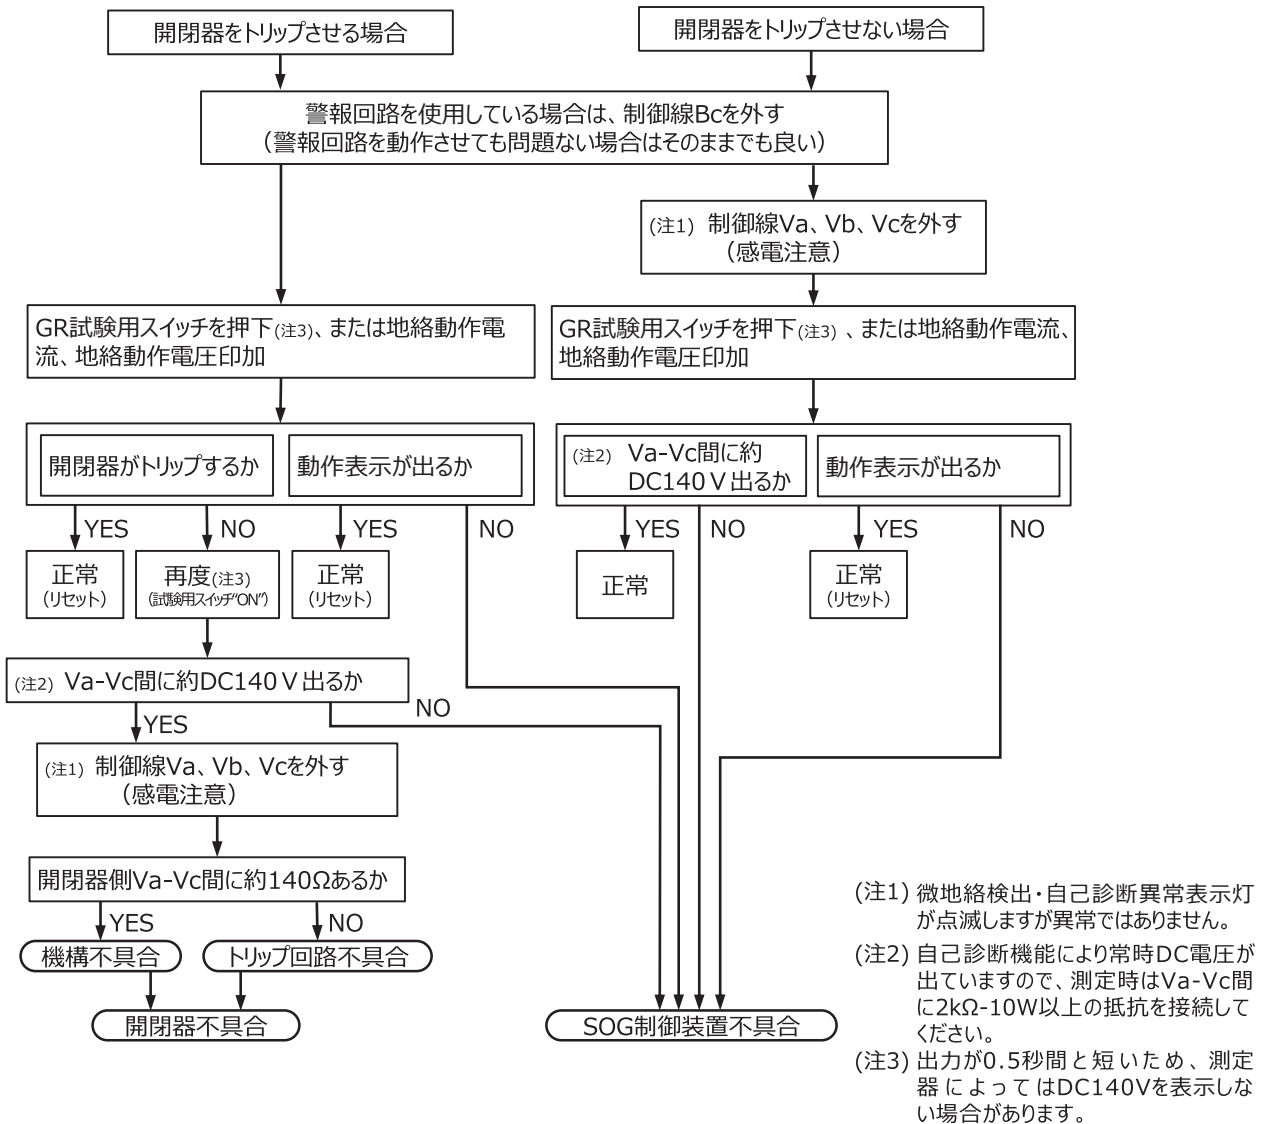 開閉器をトリップさせる場合
開閉器をトリップさせない場合
警報回路を使用している場合は、制御線Bcを外す
（警報回路を動作させても問題ない場合はそのままでも良い）
(注1) 制御線Va、Vb、Vcを外す
（感電注意）
GR試験用スイッチを押下(注3)、または地絡動作電
流、地絡動作電圧印加
GR試験用スイッチを押下(注3) 、または地絡動作電流、
地絡動作電圧印加
開閉器がトリップするか
動作表示が出るか
(注2) Va-Vc間に約
DC140V出るか
動作表示が出るか
YES
NO
YES
NO
YES
NO
YES
NO
正常
(リセット)
再度(注3)
(試験用スイッチ"ON")
正常
(リセット)
正常
正常
(リセット)
(注2) Va-Vc間に約DC140V出るか
YES
NO
(注1) 制御線Va、Vb、Vcを外す
（感電注意）
開閉器側Va-Vc間に約140Ωあるか
YES
NO
機構不具合
トリップ回路不具合
開閉器不具合
SOG制御装置不具合
(注1) 微地絡検出・自己診断異常表示灯
が点滅しますが異常ではありません。
(注2) 自己診断機能により常時DC電圧が
出ていますので、測定時はVa-Vc間
に2kΩ-10W以上の抵抗を接続して
ください。
(注3) 出力が0.5秒間と短いため、測定
器によってはDC140Vを表示しな
い場合があります。